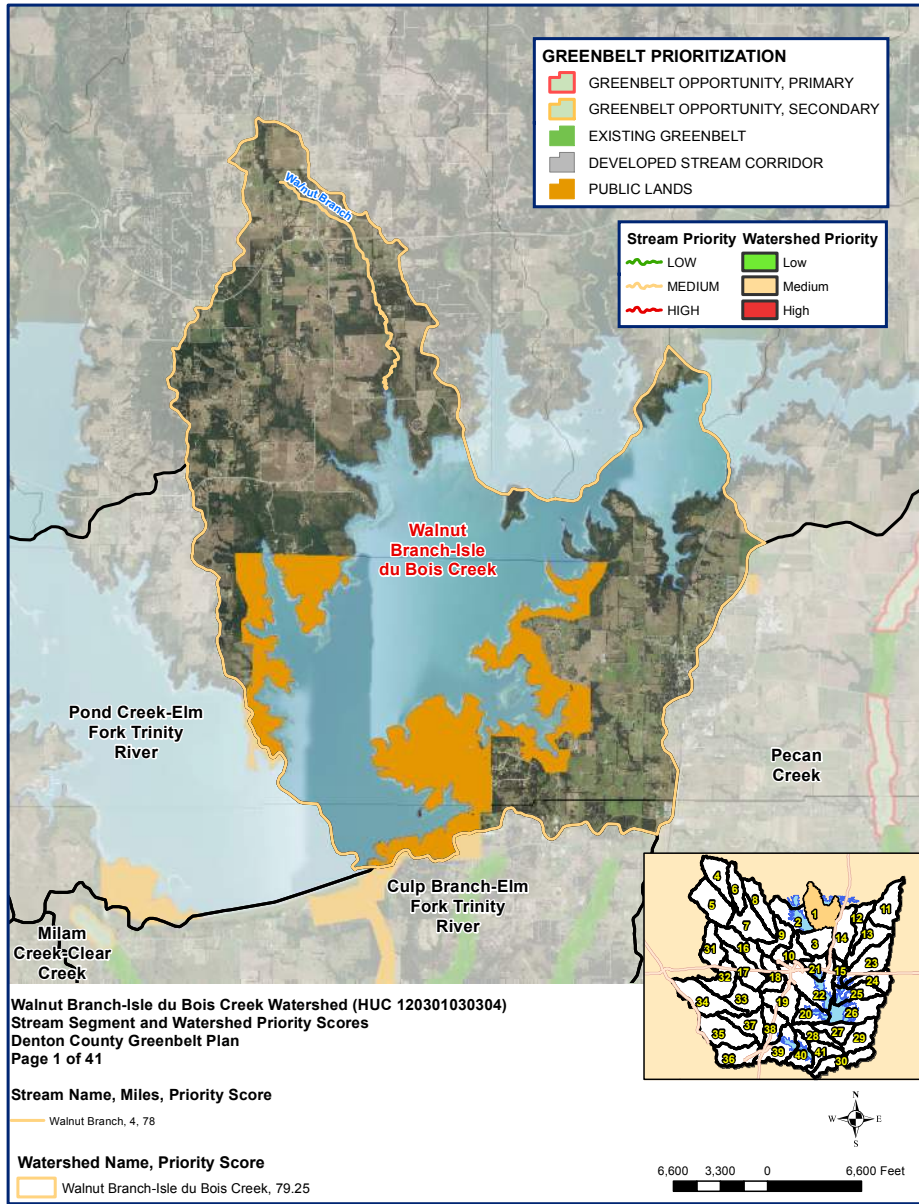 GREENBELT PRIORITIZATION
GREENBELT OPPORTUNITY, PRIMARY
GREENBELT OPPORTUNITY, SECONDARY
EXISTING GREENBELT
DEVELOPED STREAM CORRIDOR
PUBLIC LANDS
Stream Priority Watershed Priority
LOW Low
MEDIUM Medium
HIGH High
Walnut Branch
Walnut
Branch-Isle
du Bois Creek
Pond Creek-Elm
Fork Trinity
River
Pecan
Creek
Culp Branch-Elm
Fork Trinity
River
Milam
Creek-Clear
Creek
4
6
8
5
7
2
1
12
11
9
3
14
13
31
16
10
23
32
17
18
21
15
24
34
33
19
22
25
26
20
35
37
38
28
27
29
36
39
40
41
30
Walnut Branch-Isle du Bois Creek Watershed (HUC 120301030304)
Stream Segment and Watershed Priority Scores
Denton County Greenbelt Plan
Page 1 of 41
Stream Name, Miles, Priority Score
Walnut Branch, 4, 78
Watershed Name, Priority Score
Walnut Branch-Isle du Bois Creek, 79.25
N
W E
S
6,600 3,300 0 6,600 Feet